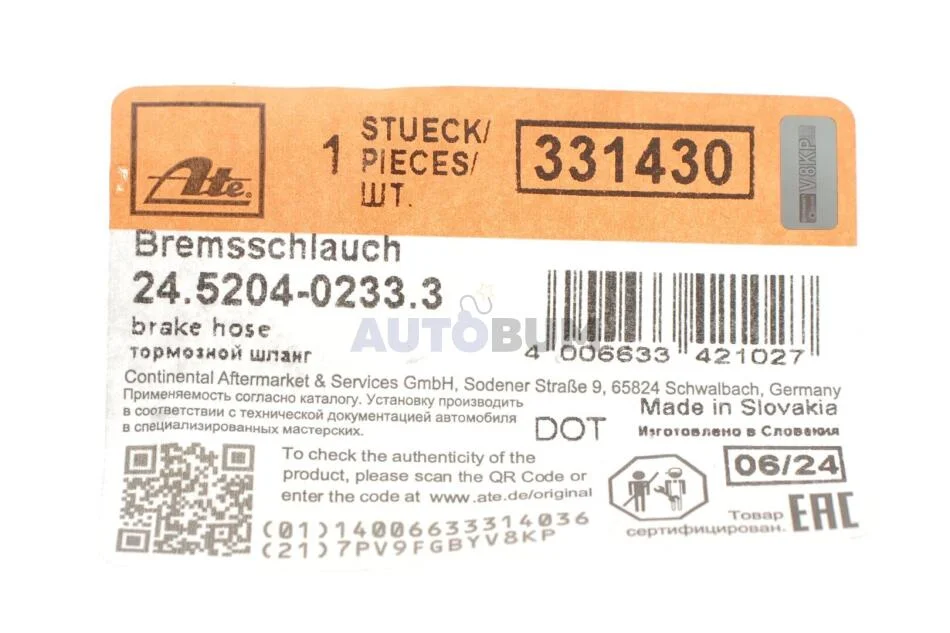 Ate.
1 STUECK/
PIECES/
ШТ.
331430
V8KP
Bremsschlauch
24.5204-0233.3
brake hose
тормозной шланг
AUTOBUM
4 006633 421027
Continental Aftermarket & Services GmbH, Sodener Straße 9, 65824 Schwalbach, Germany
Применяемость согласно каталогу. Установку производить
в соответствии с технической документацией автомобиля
в специализированных мастерских.
DOT
Made in Slovakia
Изготовлено в Словакия
06/24
To check the authenticity of the
product, please scan the QR Code or
enter the code at www.ate.de/original
(01)14006633314036
(21)7PV9FGBYV8KP
Товар
сертифицирован.
EAC